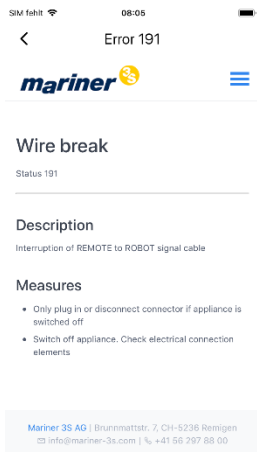 SIM fehlt 08:05
Error 191
mariner 3S
Wire break
Status 191
Description
Interruption of REMOTE to ROBOT signal cable
Measures
• Only plug in or disconnect connector if appliance is
switched off
• Switch off appliance. Check electrical connection
elements
Mariner 3S AG | Brunnmattstr. 7, CH-5236 Remigen
info@mariner-3s.com | +41 56 297 88 00